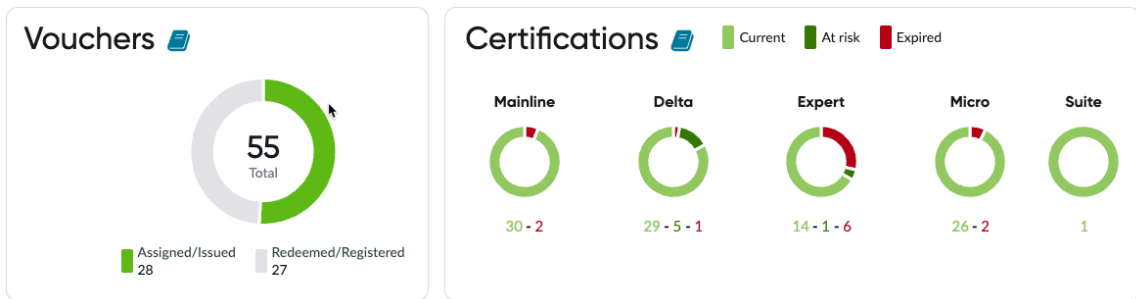 Vouchers
55
Total
Assigned/Issued
28
Redeemed/Registered
27
Certifications
Current
At risk
Expired
Mainline
Delta
Expert
Micro
Suite
30 - 2
29 - 5 - 1
14 - 1 - 6
26 - 2
1